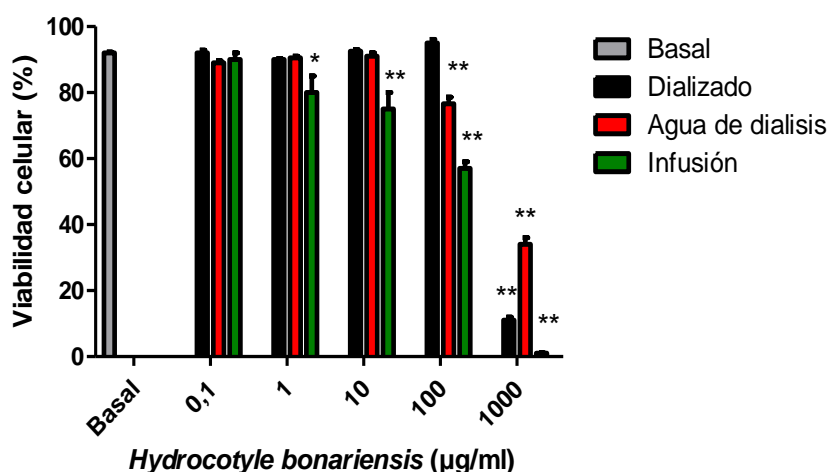 100
80
60
40
20
0
Viabilidad celular (%)
*
**
**
**
**
**
**
Basal
0,1
1
10
100
1000
Hydrocotyle bonariensis (µg/ml)
Basal
Dializado
Agua de dialisis
Infusión